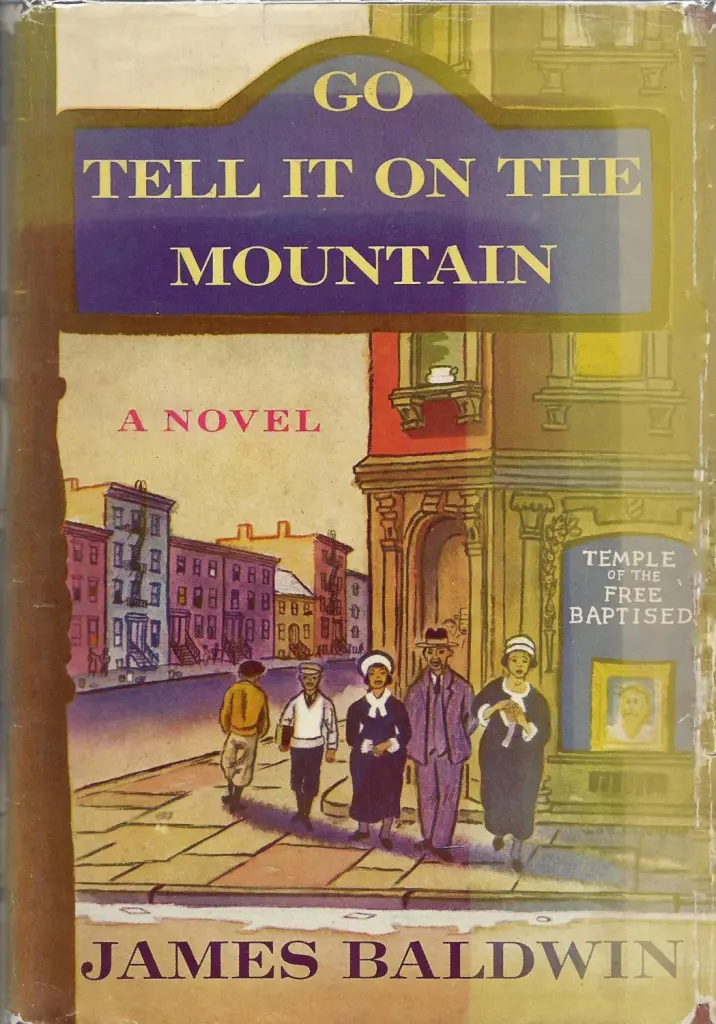 GO
TELL IT ON THE
MOUNTAIN
A NOVEL
TEMPLE
OF THE
FREE
BAPTISED
JAMES BALDWIN